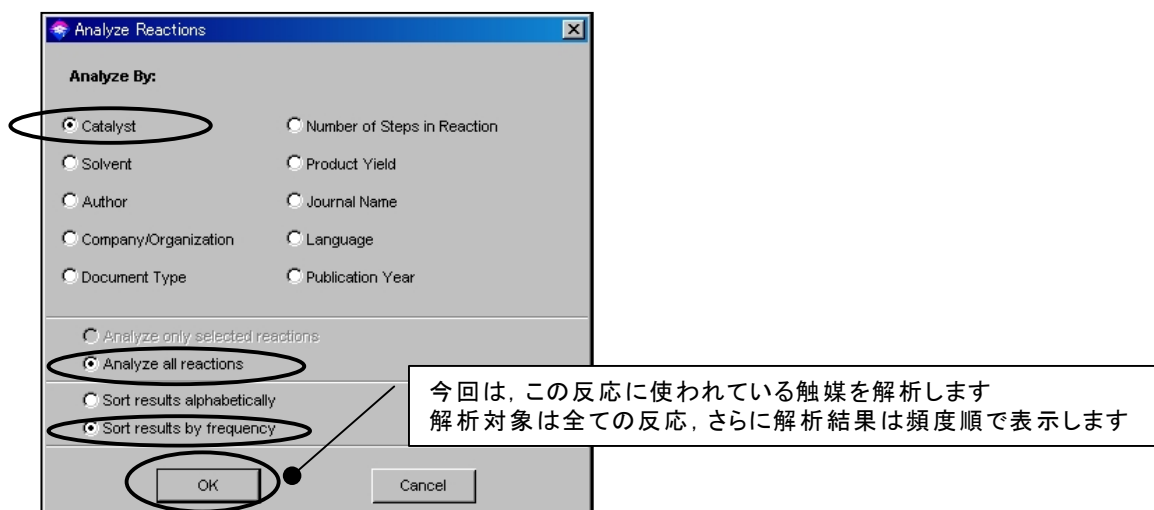 Analyze Reactions
Analyze By:
Catalyst
Number of Steps in Reaction
Solvent
Product Yield
Author
Journal Name
Company/Organization
Language
Document Type
Publication Year
Analyze only selected reactions
Analyze all reactions
Sort results alphabetically
Sort results by frequency
今回は，この反応に使われている触媒を解析します
解析対象は全ての反応，さらに解析結果は頻度順で表示します
OK
Cancel